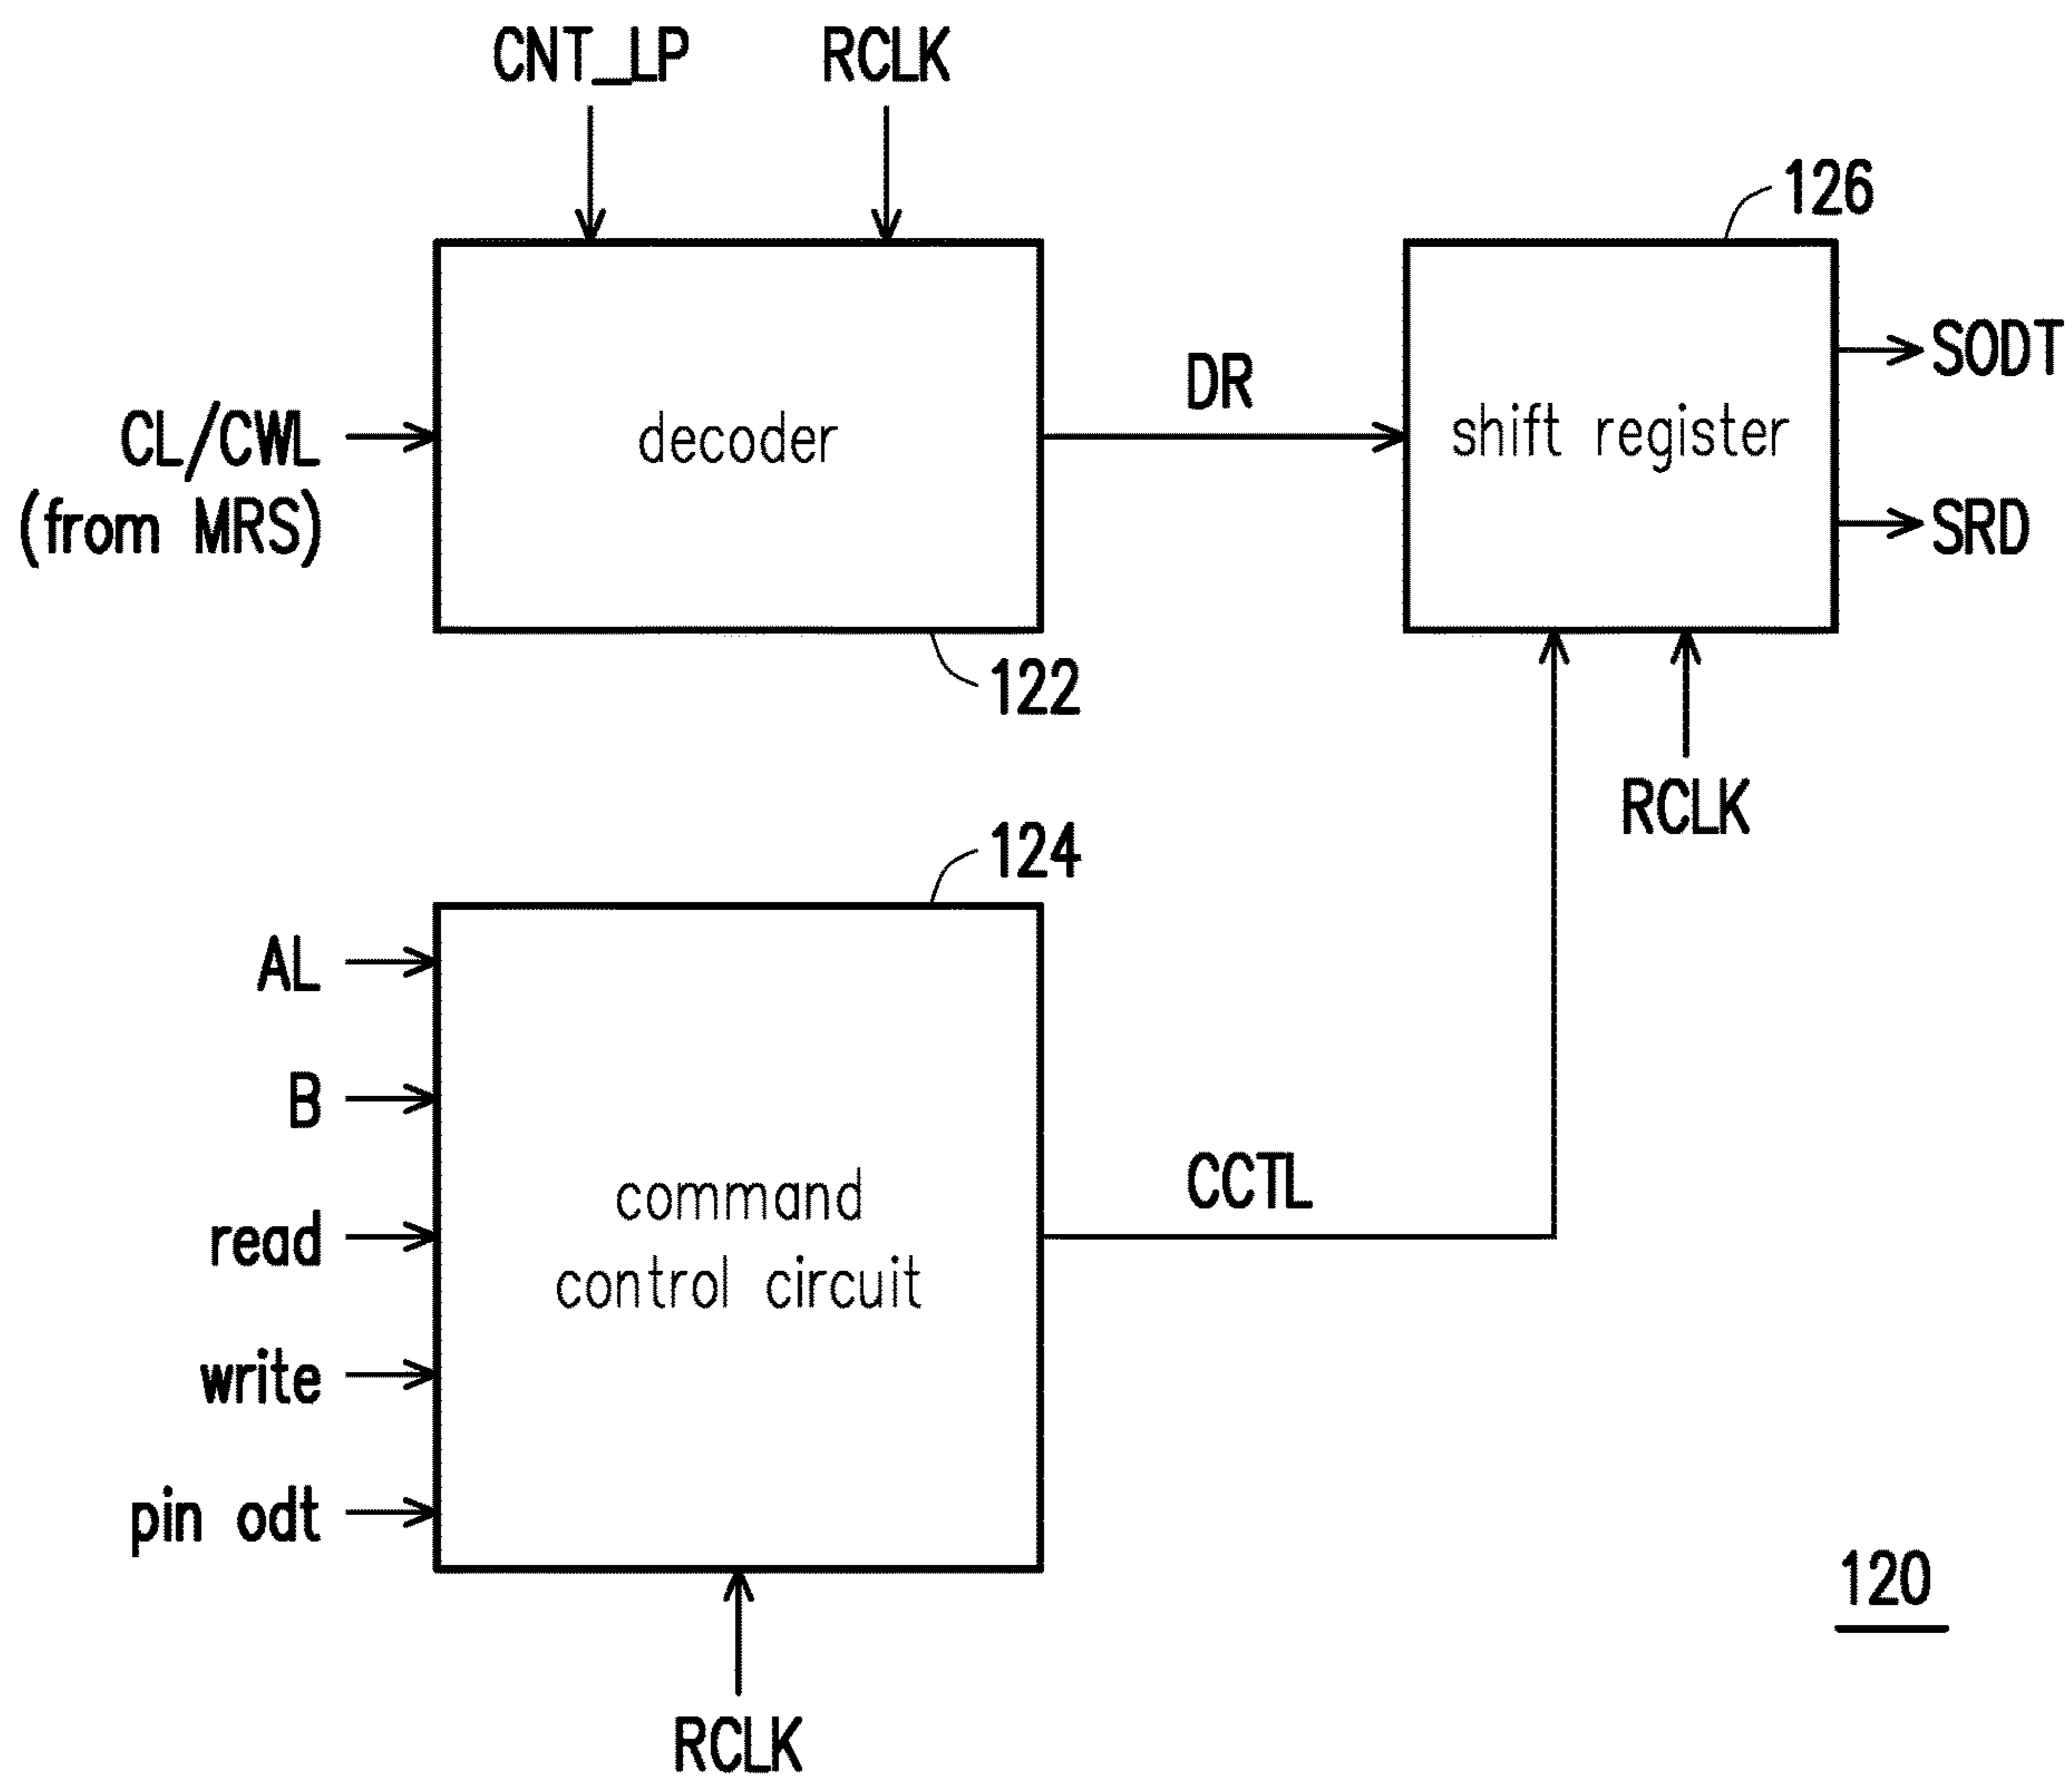 CNT_LP RCLK
126
decoder
shift register
CL/CWL
(from MRS)
DR
SODT
SRD
122
RCLK
124
AL
B
read
write
pin odt
command
control circuit
CCTL
RCLK
120